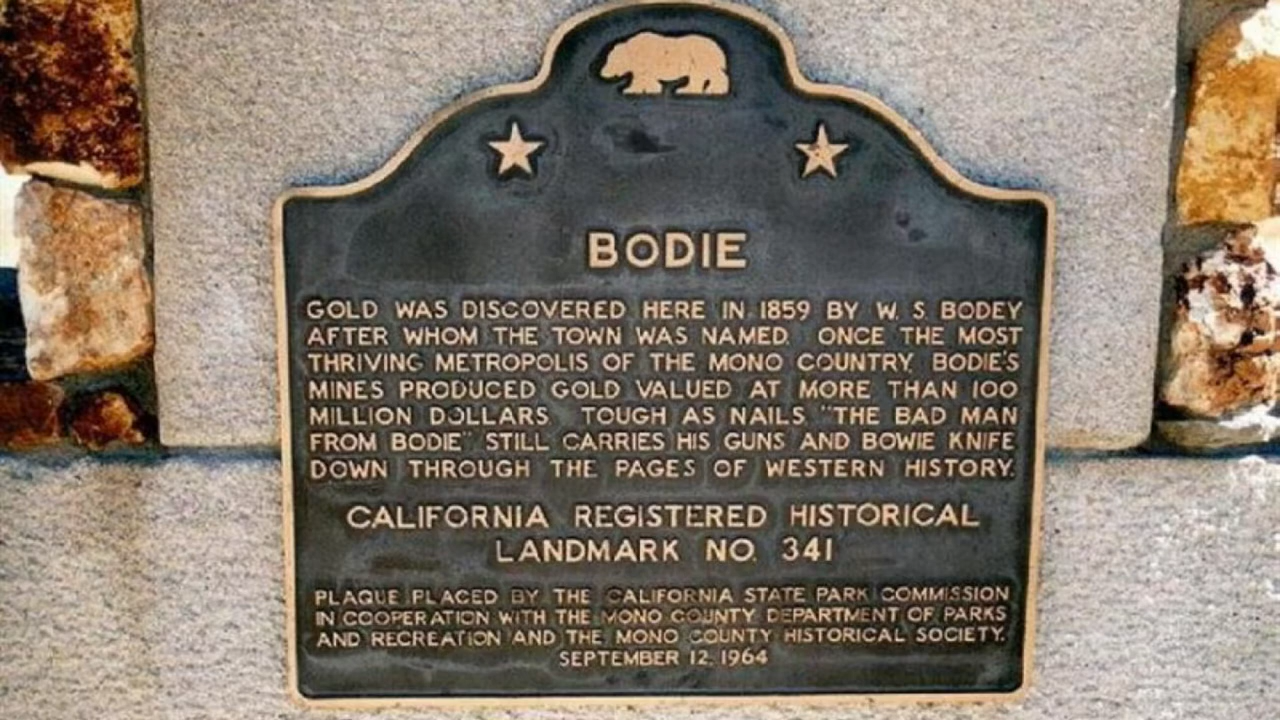 BODIE
GOLD WAS DISCOVERED HERE IN 1859 BY W. S. BODEY
AFTER WHOM THE TOWN WAS NAMED. ONCE THE MOST
THRIVING METROPOLIS OF THE MONO COUNTRY, BODIE'S
MINES PRODUCED GOLD VALUED AT MORE THAN 100
MILLION DOLLARS. TOUGH AS NAILS, "THE BAD MAN
FROM BODIE" STILL CARRIES HIS GUNS AND BOWIE KNIFE
DOWN THROUGH THE PAGES OF WESTERN HISTORY.
CALIFORNIA REGISTERED HISTORICAL
LANDMARK NO. 341
PLAQUE PLACED BY THE CALIFORNIA STATE PARK COMMISSION
IN COOPERATION WITH THE MONO COUNTY DEPARTMENT OF PARKS
AND RECREATION AND THE MONO COUNTY HISTORICAL SOCIETY.
SEPTEMBER 12, 1964